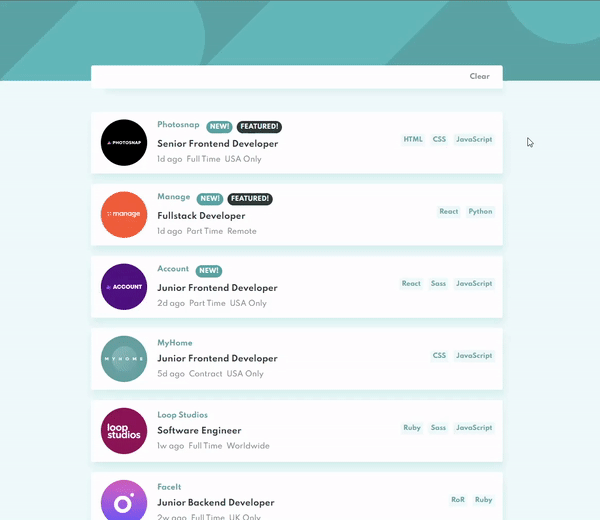 Clear
PHOTOSNAP
Photosnap NEW! FEATURED!
Senior Frontend Developer
1d ago Full Time USA Only
HTML CSS JavaScript
manage
Manage NEW! FEATURED!
Fullstack Developer
1d ago Part Time Remote
React Python
ACCOUNT
Account NEW!
Junior Frontend Developer
2d ago Part Time USA Only
React Sass JavaScript
MYHOME
MyHome
Junior Frontend Developer
5d ago Contract USA Only
CSS JavaScript
loop
studios
Loop Studios
Software Engineer
1w ago Full Time Worldwide
Ruby Sass JavaScript
FaceIt
Junior Backend Developer
2w ago Full Time UK Only
RoR Ruby